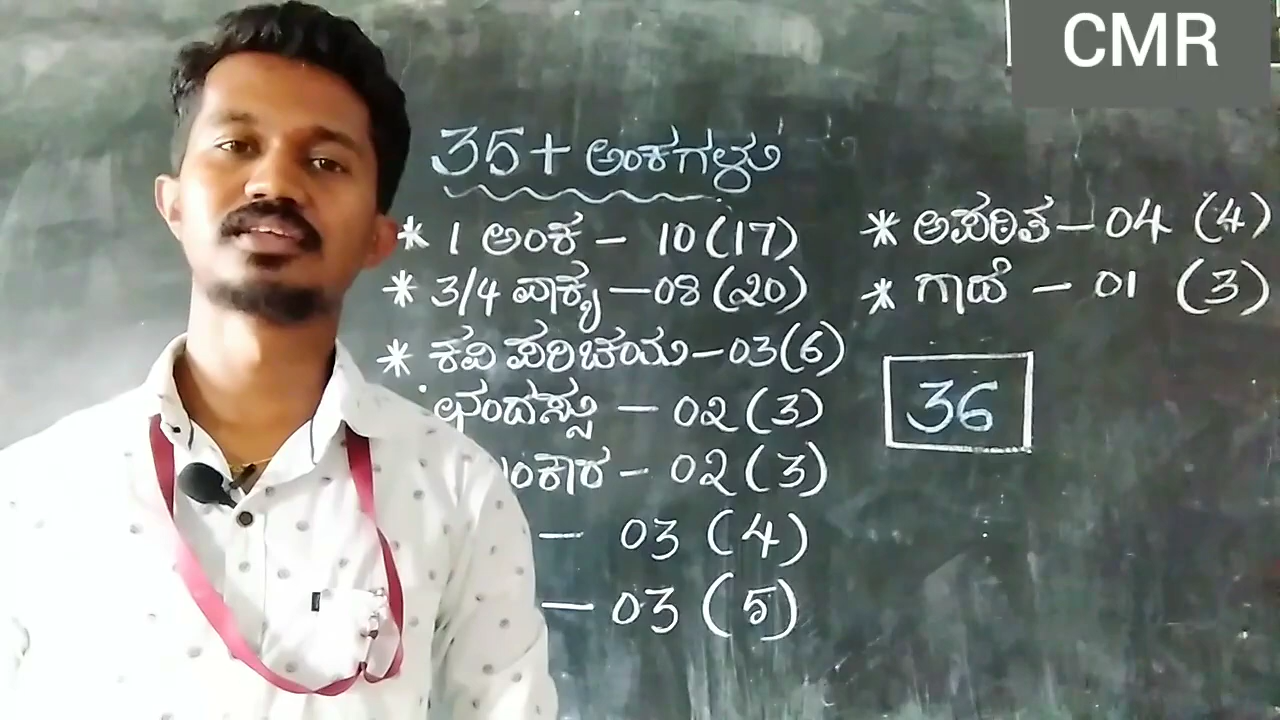 CMR
35+ ಅಂಕಗಳು
* 1 ಅಂಕ - 10 (17)
* 3/4 ವಾಕ್ಯ - 08 (20)
* ಕವಿ ಪರಿಚಯ - 03 (6)
ಛಂದಸ್ಸು - 02 (3)
ಂಕಾರ - 02 (3)
- 03 (4)
- 03 (5)
* ಅಪಠಿತ - 04 (4)
* ಗಾದೆ - 01 (3)
36